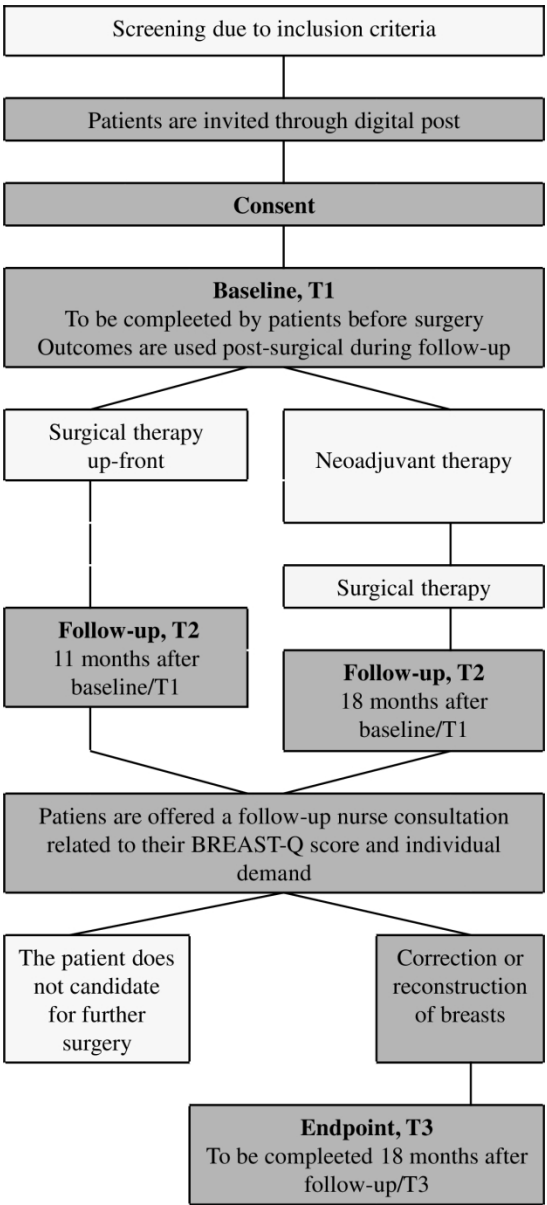 Screening due to inclusion criteria
Patients are invited through digital post
Consent
Baseline, T1
To be compleeted by patients before surgery
Outcomes are used post-surgical during follow-up
Surgical therapy
up-front
Neoadjuvant therapy
Surgical therapy
Follow-up, T2
11 months after
baseline/T1
Follow-up, T2
18 months after
baseline/T1
Patiens are offered a follow-up nurse consultation
related to their BREAST-Q score and individual
demand
The patient does
not candidate
for further
surgery
Correction or
reconstruction
of breasts
Endpoint, T3
To be compleeted 18 months after
follow-up/T3